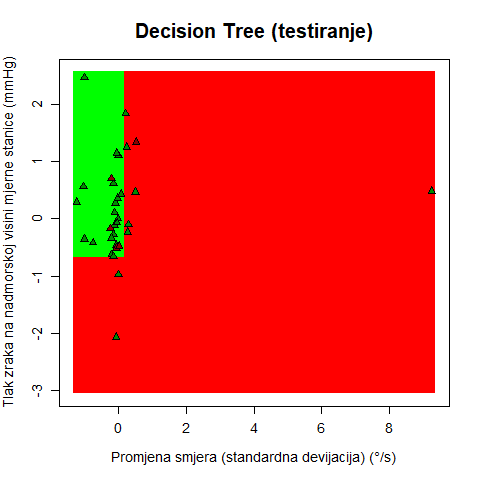 Decision Tree (testiranje)
Tlak zraka na nadmorskoj visini mjerne stanice (mmHg)
2
1
0
-1
-2
-3
0 2 4 6 8
Promjena smjera (standardna devijacija) (°/s)